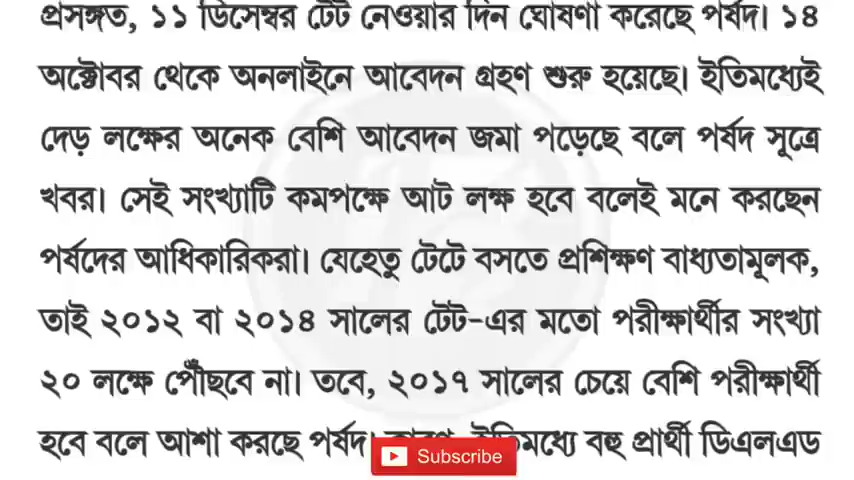 প্রসঙ্গত, ১১ ডিসেম্বর টেট নেওয়ার দিন ঘোষণা করেছে পর্ষদ। ১৪
অক্টোবর থেকে অনলাইনে আবেদন গ্রহণ শুরু হয়েছে। ইতিমধ্যেই
দেড় লক্ষের অনেক বেশি আবেদন জমা পড়েছে বলে পর্ষদ সূত্রে
খবর। সেই সংখ্যাটি কমপক্ষে আট লক্ষ হবে বলেই মনে করছেন
পর্ষদের আধিকারিকরা। যেহেতু টেটে বসতে প্রশিক্ষণ বাধ্যতামূলক,
তাই ২০১২ বা ২০১৪ সালের টেট-এর মতো পরীক্ষার্থীর সংখ্যা
২০ লক্ষে পৌঁছবে না। তবে, ২০১৭ সালের চেয়ে বেশি পরীক্ষার্থী
হবে বলে আশা করছে পর্ষদ। ইতিমধ্যে বহু প্রার্থী ডিএলএড
Subscribe